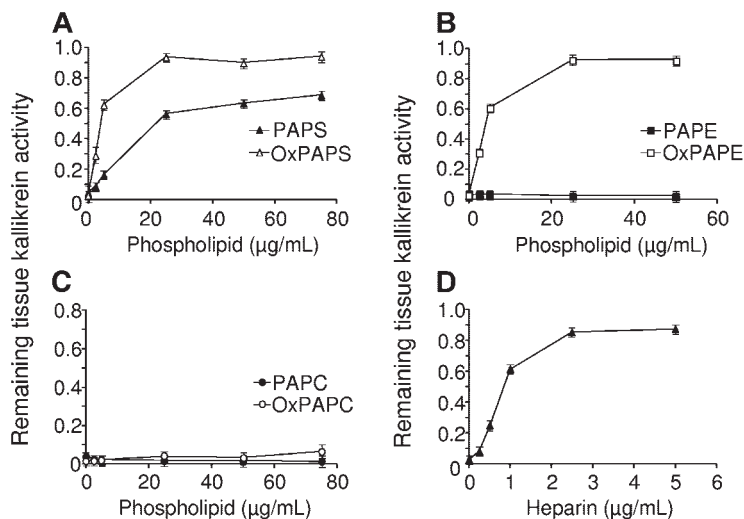 A
Remaining tissue kallikrein activity
1.0
0.8
0.6
0.4
0.2
0
0
20
40
60
80
PAPS
OxPAPS
Phospholipid (μg/mL)
B
Remaining tissue kallikrein activity
1.0
0.8
0.6
0.4
0.2
0
0
20
40
60
PAPE
OxPAPE
Phospholipid (μg/mL)
C
0.8
0.6
0.4
0.2
0
0
20
40
60
80
PAPC
OxPAPC
Phospholipid (μg/mL)
D
1.0
0.8
0.6
0.4
0.2
0
0
1
2
3
4
5
6
Heparin (μg/mL)